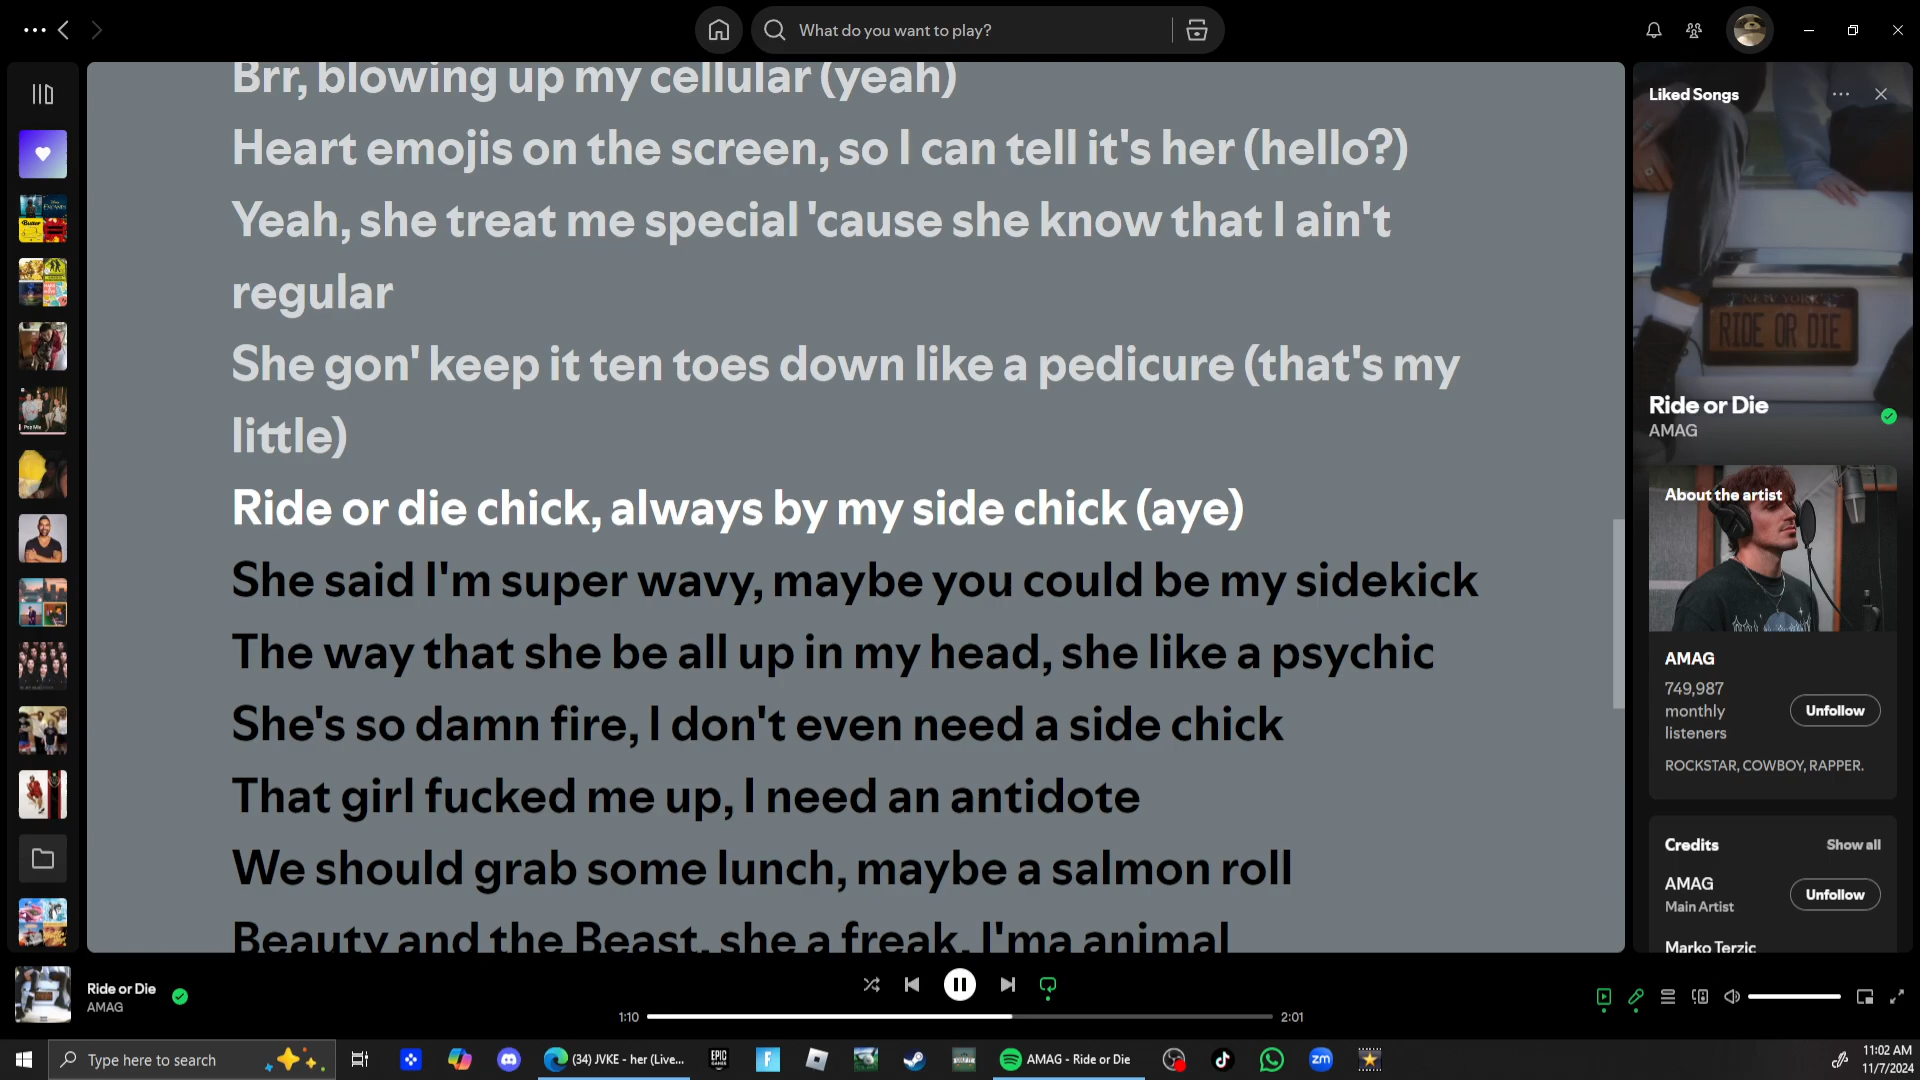 What do you want to play?
Brr, blowing up my cellular (yeah)
Heart emojis on the screen, so I can tell it's her (hello?)
Yeah, she treat me special 'cause she know that I ain't
regular
She gon' keep it ten toes down like a pedicure (that's my
little)
Ride or die chick, always by my side chick (aye)
She said I'm super wavy, maybe you could be my sidekick
The way that she be all up in my head, she like a psychic
She's so damn fire, I don't even need a side chick
That girl fucked me up, I need an antidote
We should grab some lunch, maybe a salmon roll
Beauty and the Beast, she a freak, I'ma animal
Liked Songs
NEW YORK
RIDE OR DIE
Ride or Die
AMAG
About the artist
AMAG
749,987
monthly
listeners
Unfollow
ROCKSTAR, COWBOY, RAPPER.
Credits
Show all
AMAG
Main Artist
Unfollow
Marko Terzic
Ride or Die
AMAG
1:10
2:01
Type here to search
(34) JVKE - her (Live...
EPIC
AMAG - Ride or Die
zm
11:02 AM
11/7/2024